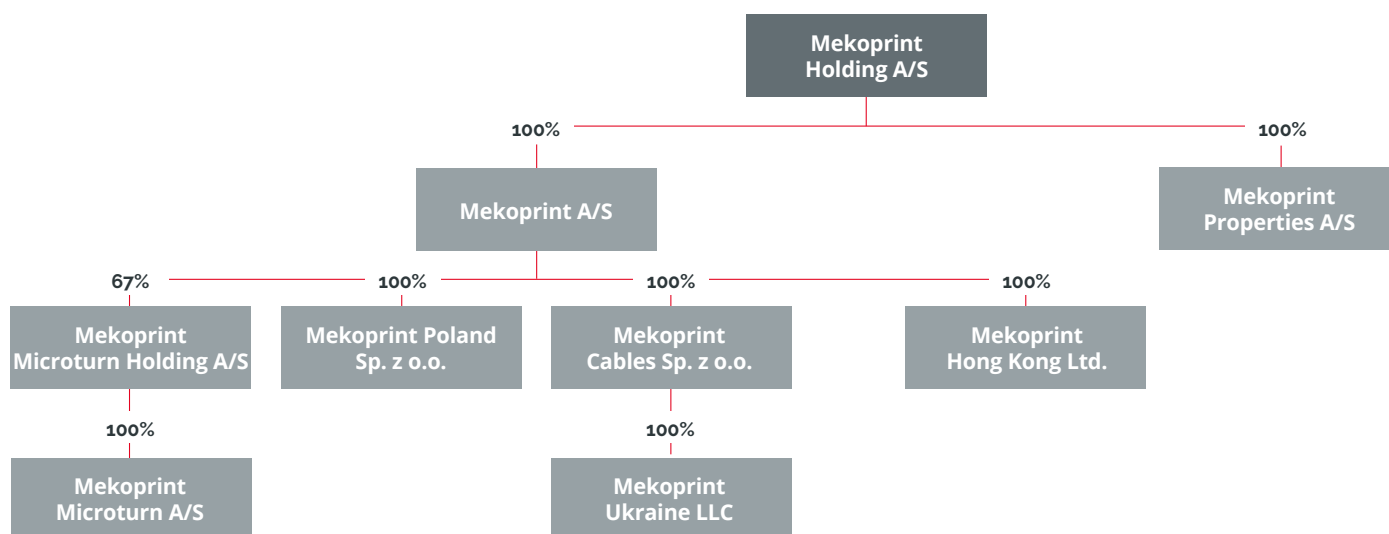 Mekoprint
Holding A/S
100%
100%
Mekoprint A/S
Mekoprint
Properties A/S
67%
100%
100%
100%
Mekoprint
Microturn Holding A/S
Mekoprint Poland
Sp. z o.o.
Mekoprint
Cables Sp. z o.o.
Mekoprint
Hong Kong Ltd.
100%
100%
Mekoprint
Microturn A/S
Mekoprint
Ukraine LLC